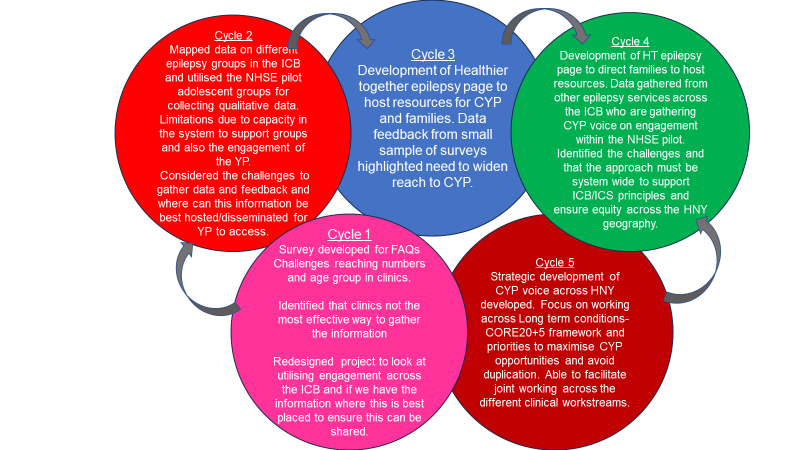 Cycle 1
Survey developed for FAQs
Challenges reaching numbers
and age group in clinics.
Identified that clinics not the
most effective way to gather
the information
Redesigned project to look at
utilising engagement across
the ICB and if we have the
information where this is best
placed to ensure this can be
shared.
Cycle 2
Mapped data on different
epilepsy groups in the ICB
and utilised the NHSE pilot
adolescent groups for
collecting qualitative data.
Limitations due to capacity in
the system to support groups
and also the engagement of
the YP.
Considered the challenges to
gather data and feedback and
where can this information be
best hosted/disseminated for
YP to access.
Cycle 3
Development of Healthier
together epilepsy page to
host resources for CYP
and families. Data
feedback from small
sample of surveys
highlighted need to widen
reach to CYP.
Cycle 4
Development of HT epilepsy
page to direct families to host
resources. Data gathered from
other epilepsy services across
the ICB who are gathering
CYP voice on engagement
within the NHSE pilot.
Identified the challenges and
that the approach must be
system wide to support
ICB/ICS principles and
ensure equity across the HNY
geography.
Cycle 5
Strategic development of
CYP voice across HNY
developed. Focus on working
across Long term conditions-
CORE20+5 framework and
priorities to maximise CYP
opportunities and avoid
duplication. Able to facilitate
joint working across the
different clinical workstreams.